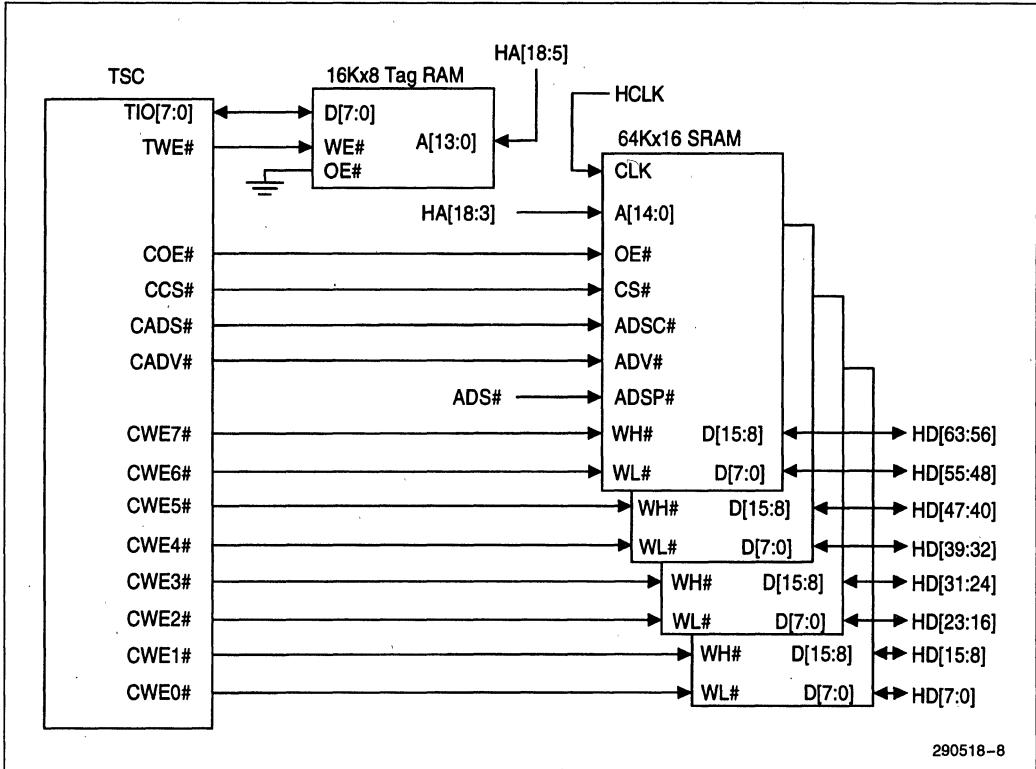 HA[18:5]
TSC
16Kx8 Tag RAM
HCLK
TIO[7:0] D[7:0]
A[13:0]
TWE# WE#
OE#
64Kx16 SRAM
CLK
HA[18:3] A[14:0]
COE# OE#
CCS# CS#
CADS# ADSC#
CADV# ADV#
ADS# ADSP#
CWE7# WH# D[15:8] HD[63:56]
CWE6# WL# D[7:0] HD[55:48]
CWE5# WH# D[15:8] HD[47:40]
CWE4# WL# D[7:0] HD[39:32]
CWE3# WH# D[15:8] HD[31:24]
CWE2# WL# D[7:0] HD[23:16]
CWE1# WH# D[15:8] HD[15:8]
CWE0# WL# D[7:0] HD[7:0]
290518-8